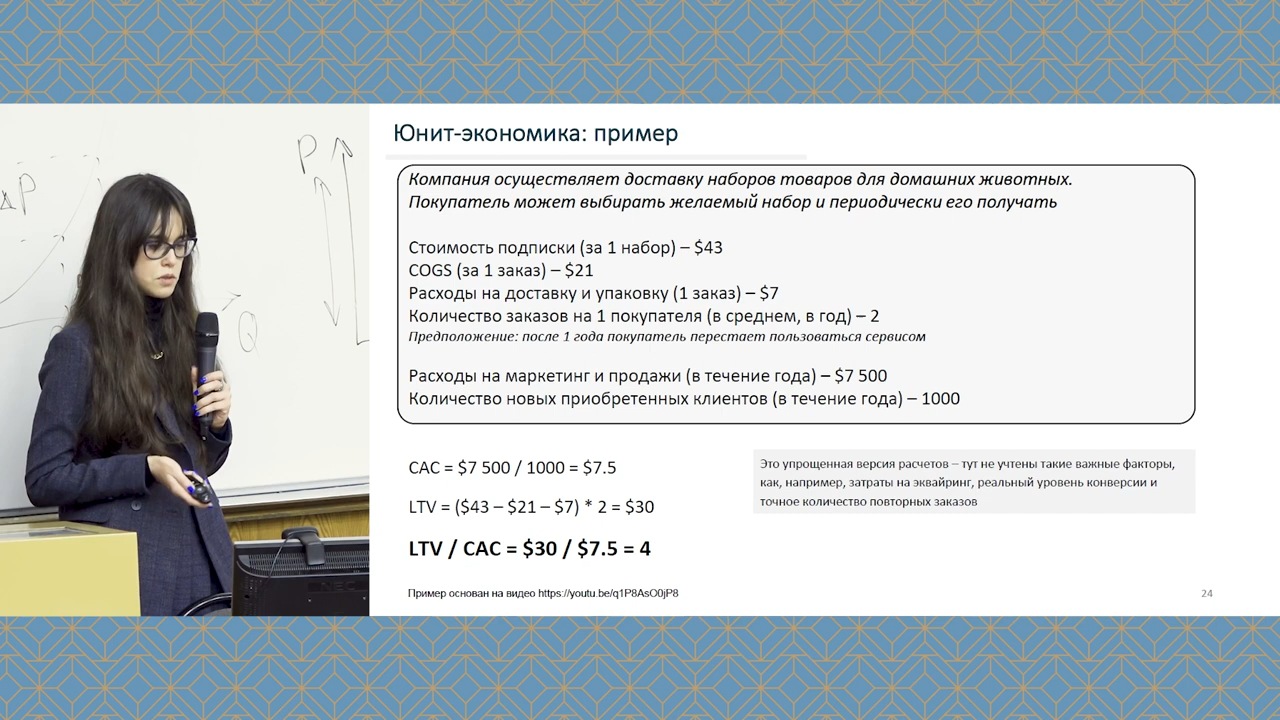 P
ΔP
Q
Юнит-экономика: пример
Компания осуществляет доставку наборов товаров для домашних животных.
Покупатель может выбирать желаемый набор и периодически его получать
Стоимость подписки (за 1 набор) – $43
COGS (за 1 заказ) – $21
Расходы на доставку и упаковку (1 заказ) – $7
Количество заказов на 1 покупателя (в среднем, в год) – 2
Предположение: после 1 года покупатель перестает пользоваться сервисом
Расходы на маркетинг и продажи (в течение года) – $7 500
Количество новых приобретенных клиентов (в течение года) – 1000
CAC = $7 500 / 1000 = $7.5
LTV = ($43 – $21 – $7) * 2 = $30
LTV / CAC = $30 / $7.5 = 4
Это упрощенная версия расчетов – тут не учтены такие важные факторы,
как, например, затраты на эквайринг, реальный уровень конверсии и
точное количество повторных заказов
Пример основан на видео https://youtu.be/q1P8AsO0jP8
24